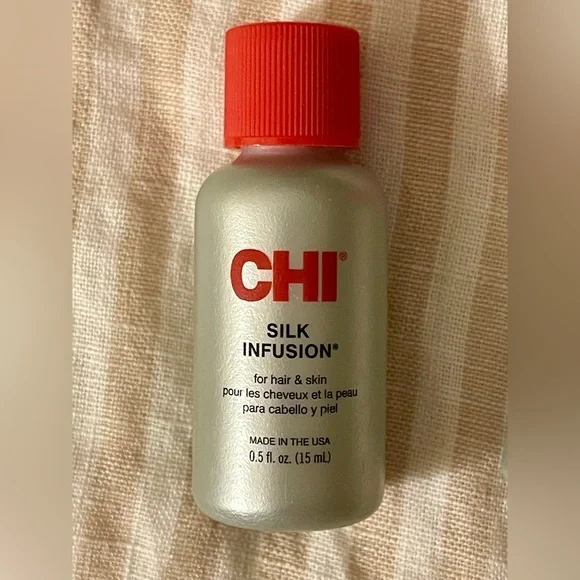 CHI®
SILK
INFUSION®
for hair & skin
pour les cheveux et la peau
para cabello y piel
MADE IN THE USA
0.5 fl. oz. (15 mL)